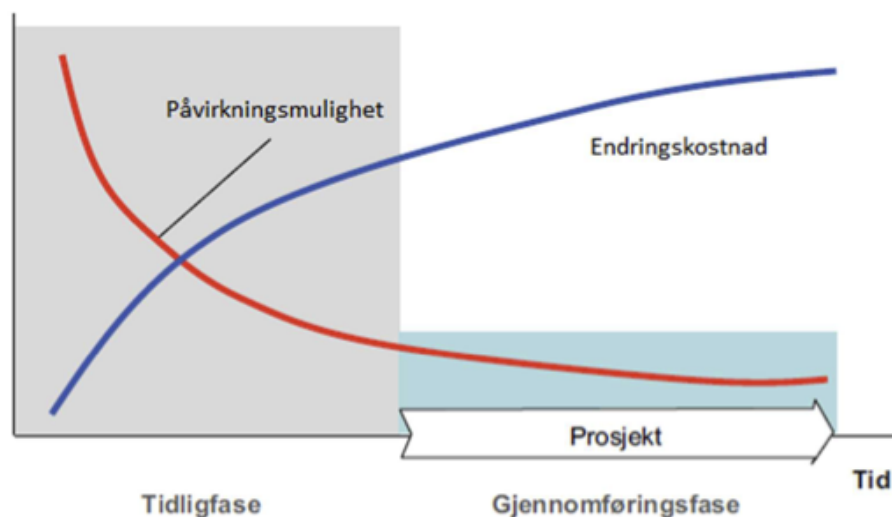 Påvirkningsmulighet
Endringskostnad
Prosjekt
Tid
Tidligfase
Gjennomføringsfase